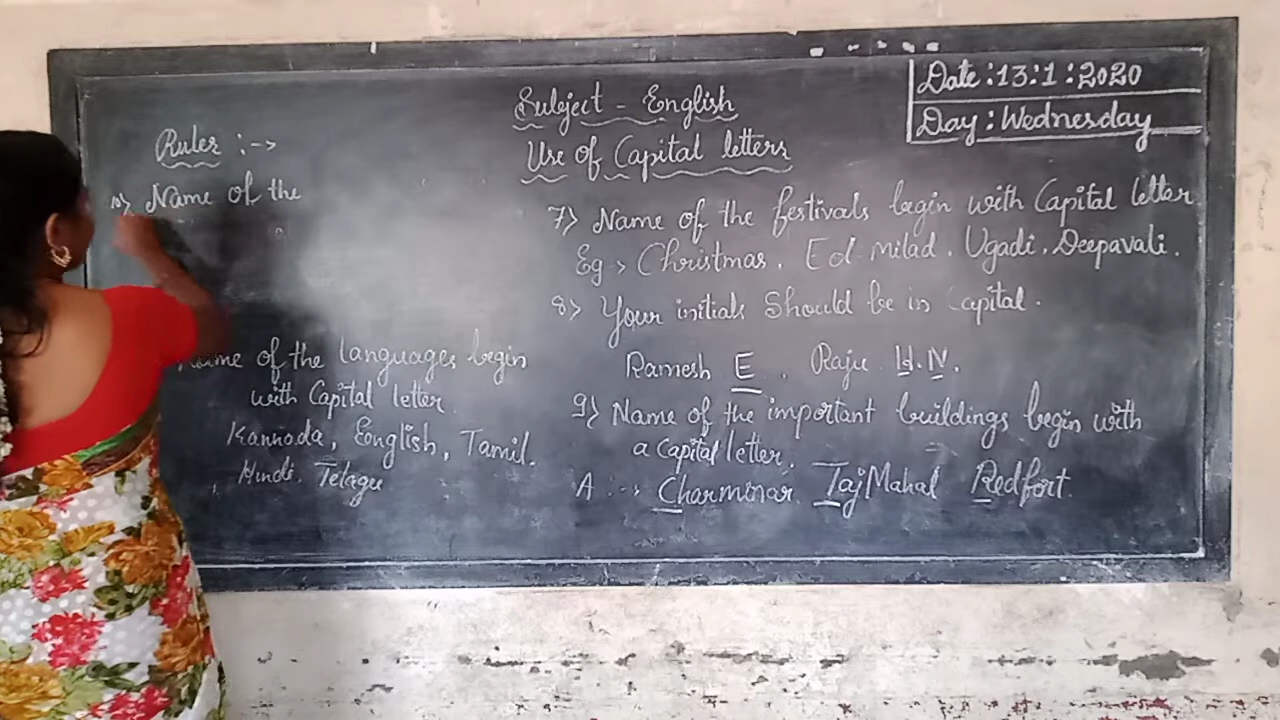 Date : 13 : 1 : 2020
Day : Wednesday
Subject - English
Use of Capital letters
Rules :->
10> Name of the
Name of the languages begin
with Capital letter.
Kannada, English, Tamil.
Hindi, Telagu
7> Name of the festivals begin with Capital letter
Eg -> Christmas, Ed-Milad, Ugadi, Deepavali.
8> Your initials Should be in Capital.
Ramesh E, Raju H.N.
9> Name of the important buildings begin with
a Capital letter.
A :-> Charminar, TajMahal Redfort.